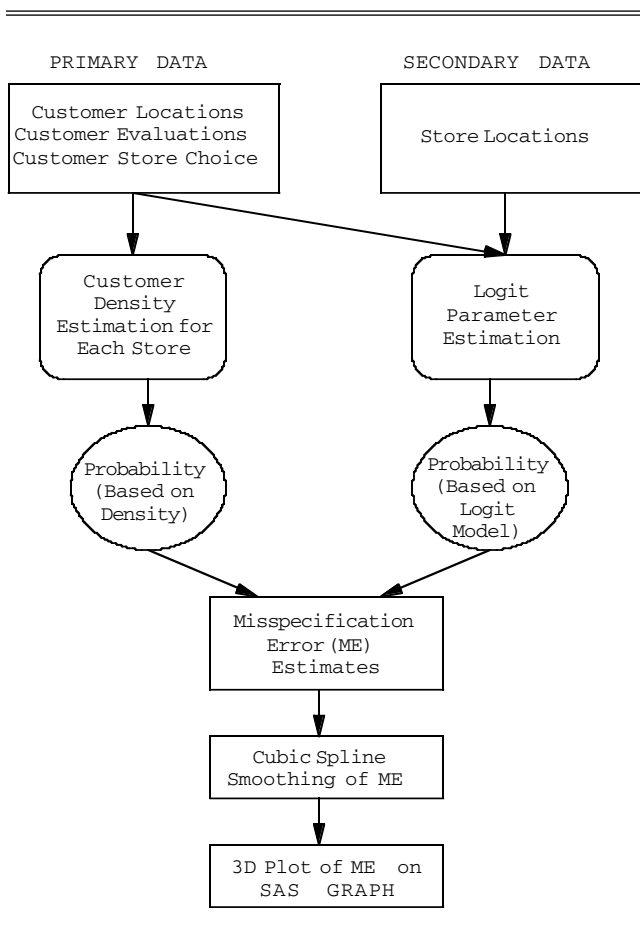 PRIMARY DATA
SECONDARY DATA
Customer Locations
Customer Evaluations
Customer Store Choice
Store Locations
Customer
Density
Estimation for
Each Store
Logit
Parameter
Estimation
Probability
(Based on
Density)
Probability
(Based on
Logit
Model)
Misspecification
Error (ME)
Estimates
Cubic Spline
Smoothing of ME
3D Plot of ME on
SAS GRAPH